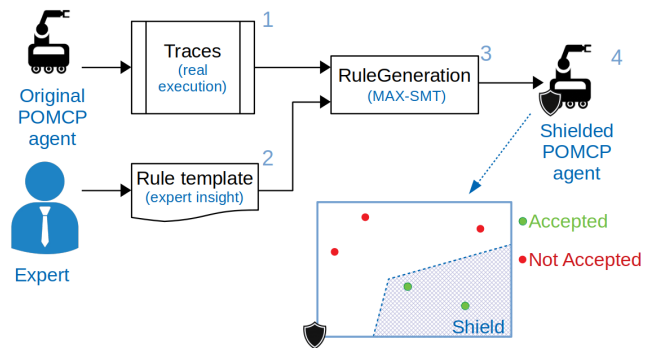 1
Traces
(real
execution)
Original
POMCP
agent
2
Rule template
(expert insight)
Expert
3
RuleGeneration
(MAX-SMT)
4
Shielded
POMCP
agent
Accepted
Not Accepted
Shield